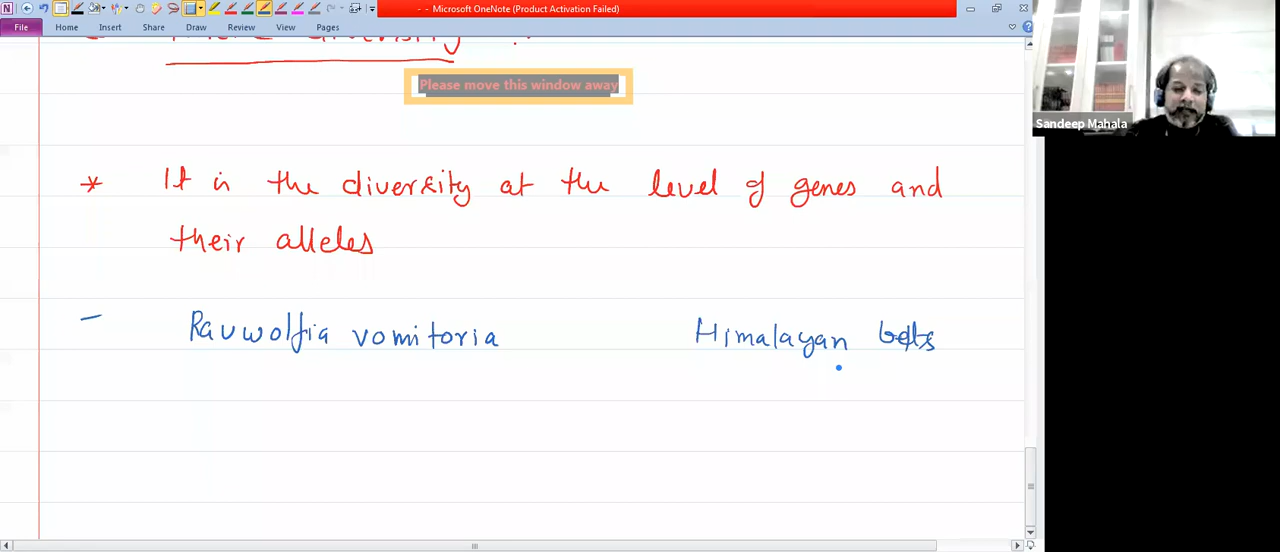 - - Microsoft OneNote (Product Activation Failed)
File Home Insert Share Draw Review View Pages
diversity
Please move this window away
Sandeep Mahala
* It is the diversity at the level of genes and
their alleles
- Rauwolfia vomitoria Himalayan belts